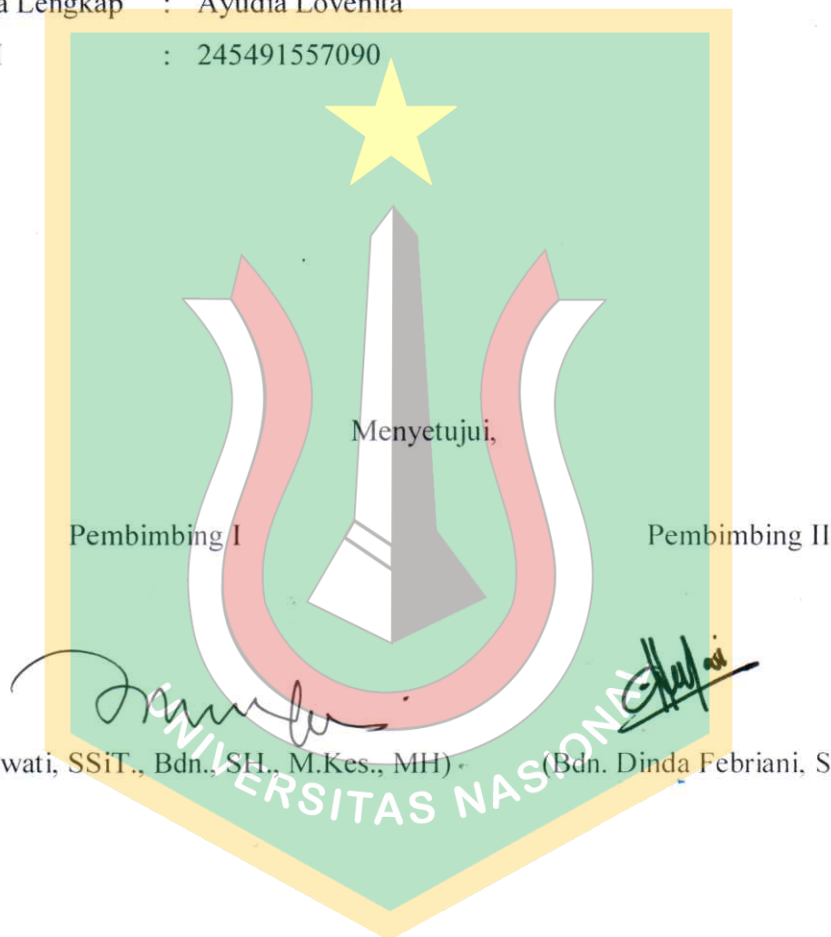 a Lengkap : Ayudia Lovenita
: 245491557090
Menyetujui,
Pembimbing I
Pembimbing II
wati, SSiT., Bdn., SH., M.Kes., MH)
(Bdn. Dinda Febriani, S
UNIVERSITAS NASIONAL